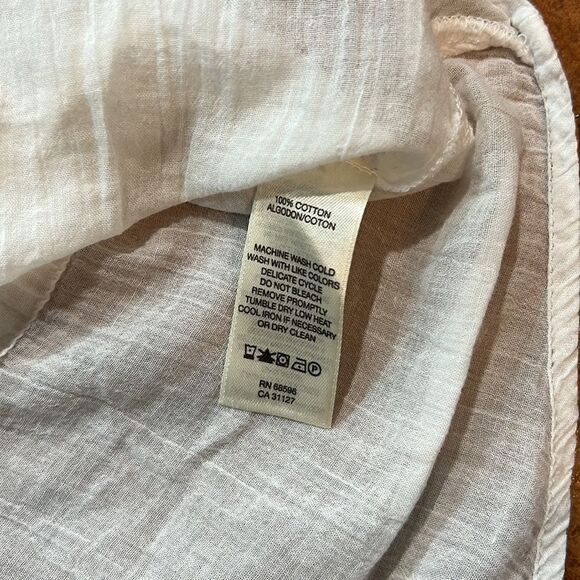 100% COTTON
ALGODON/COTON
MACHINE WASH COLD
WASH WITH LIKE COLORS
DELICATE CYCLE
DO NOT BLEACH
REMOVE PROMPTLY
TUMBLE DRY LOW HEAT
COOL IRON IF NECESSARY
OR DRY CLEAN
RN 68596
CA 31127